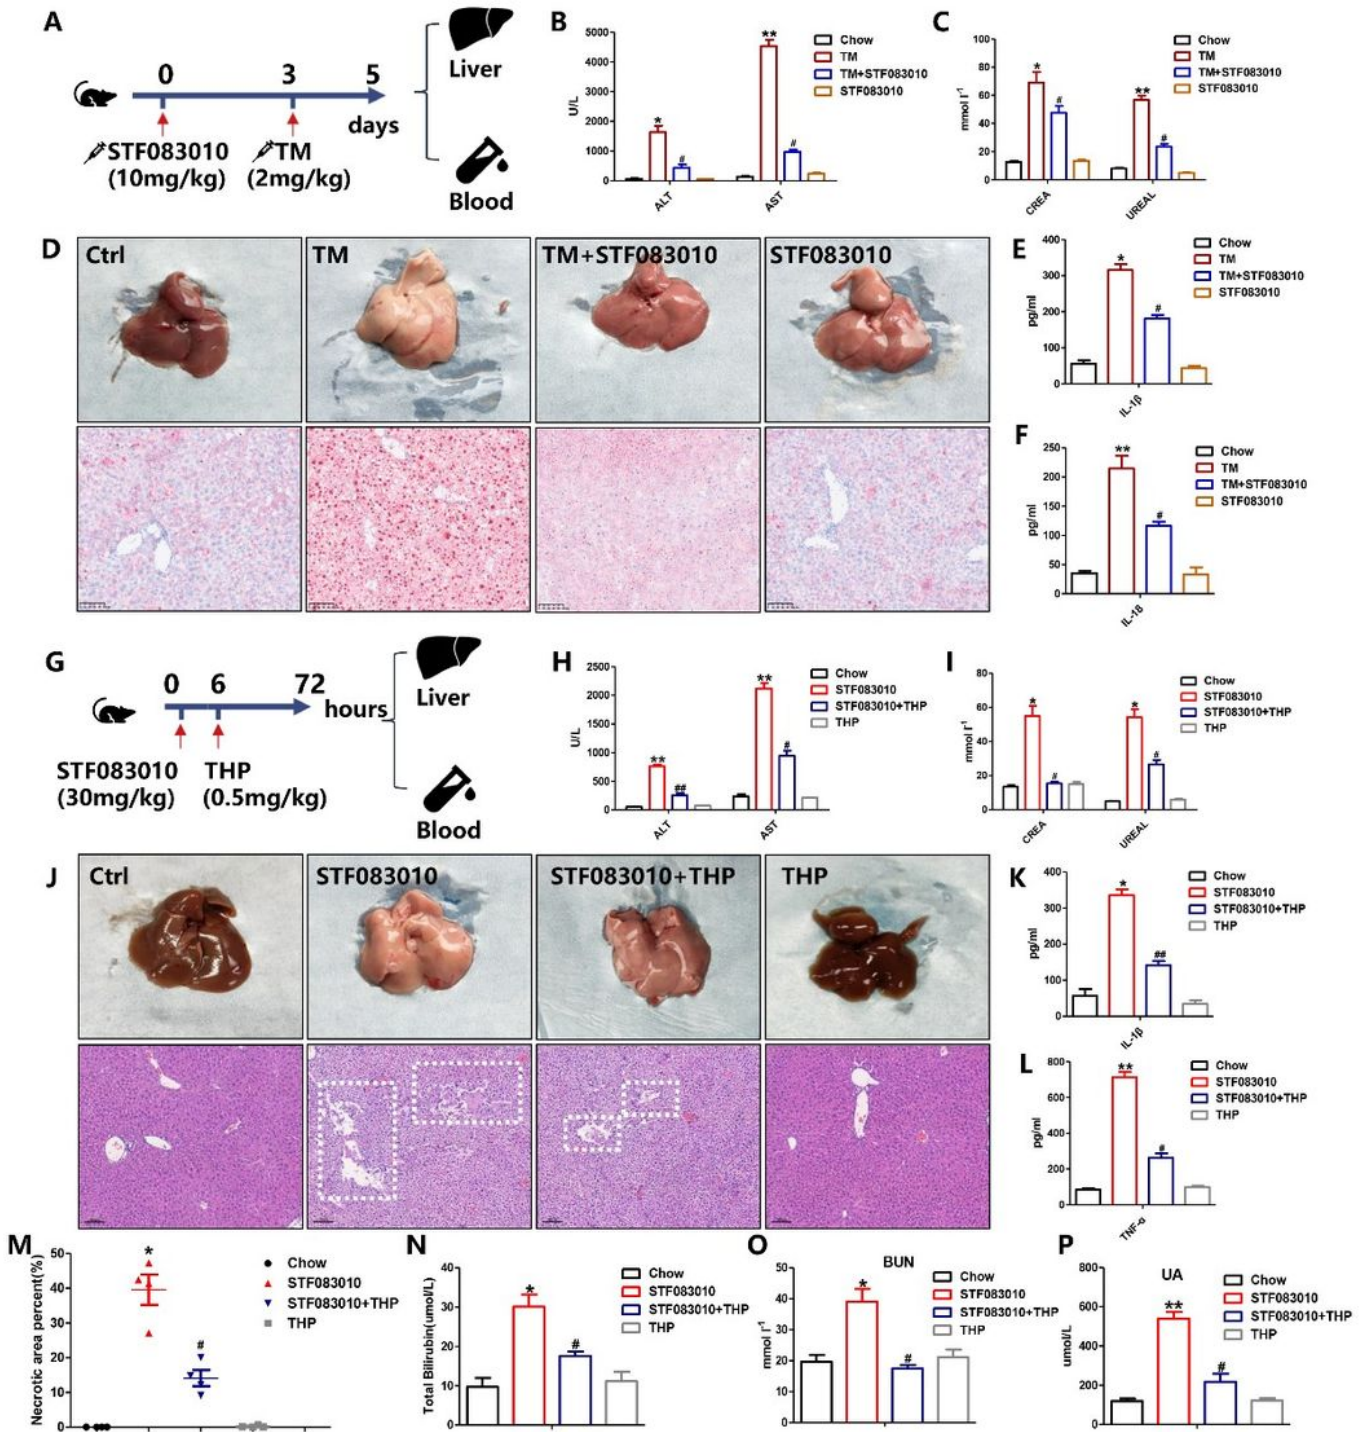 A
0 3 5
days
STF083010
(10mg/kg)
TM
(2mg/kg)
Liver
Blood
B
U/L
5000
4000
3000
2000
1000
0
*
#
**
#
ALT
AST
Chow
TM
TM+STF083010
STF083010
C
mmol l-1
100
80
60
40
20
0
*
#
**
#
CREA
UREAL
Chow
TM
TM+STF083010
STF083010
D
Ctrl
TM
TM+STF083010
STF083010
E
pg/ml
400
300
200
100
0
*
#
IL-1β
Chow
TM
TM+STF083010
STF083010
F
pg/ml
250
200
150
100
50
0
**
#
IL-18
Chow
TM
TM+STF083010
STF083010
G
0 6 72
hours
STF083010
(30mg/kg)
THP
(0.5mg/kg)
Liver
Blood
H
U/L
2500
2000
1500
1000
500
0
**
##
**
#
ALT
AST
Chow
STF083010
STF083010+THP
THP
I
mmol l-1
80
60
40
20
0
*
#
*
#
CREA
UREAL
Chow
STF083010
STF083010+THP
THP
J
Ctrl
STF083010
STF083010+THP
THP
K
pg/ml
400
300
200
100
0
*
##
IL-1β
Chow
STF083010
STF083010+THP
THP
L
pg/ml
800
600
400
200
0
**
#
TNF-α
Chow
STF083010
STF083010+THP
THP
M
Necrotic area percent(%)
50
40
30
20
10
0
*
#
Chow
STF083010
STF083010+THP
THP
N
Total Bilirubin(umol/L)
40
30
20
10
0
*
#
Chow
STF083010
STF083010+THP
THP
O
BUN
mmol l-1
50
40
30
20
10
0
*
#
Chow
STF083010
STF083010+THP
THP
P
UA
umol/L
800
600
400
200
0
**
#
Chow
STF083010
STF083010+THP
THP